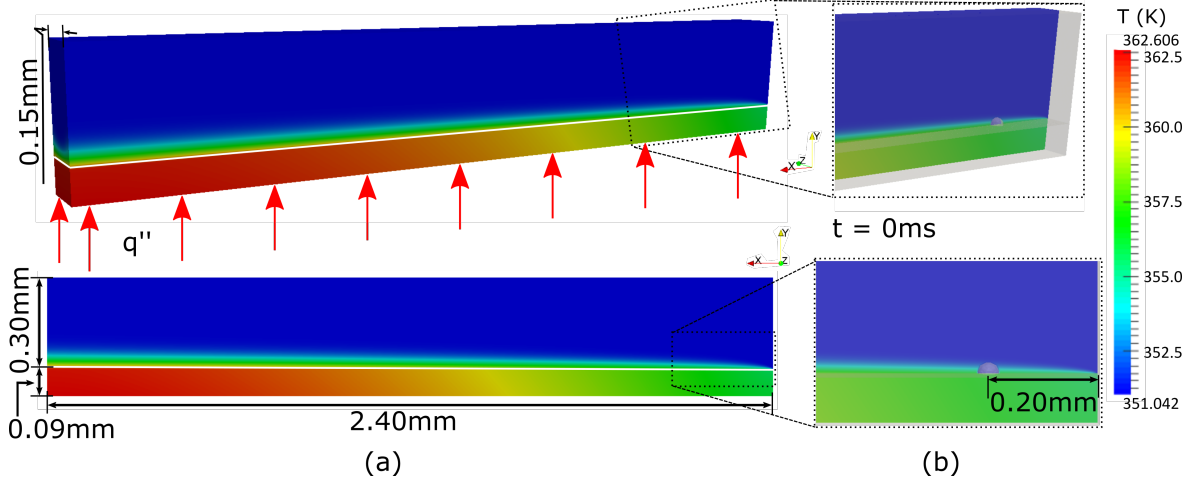 0.15mm
q''
X
Z
Y
t = 0ms
T (K)
362.606
362.5
360.0
357.5
355.0
352.5
351.042
0.30mm
0.09mm
2.40mm
X
Y
Z
0.20mm
(a)
(b)